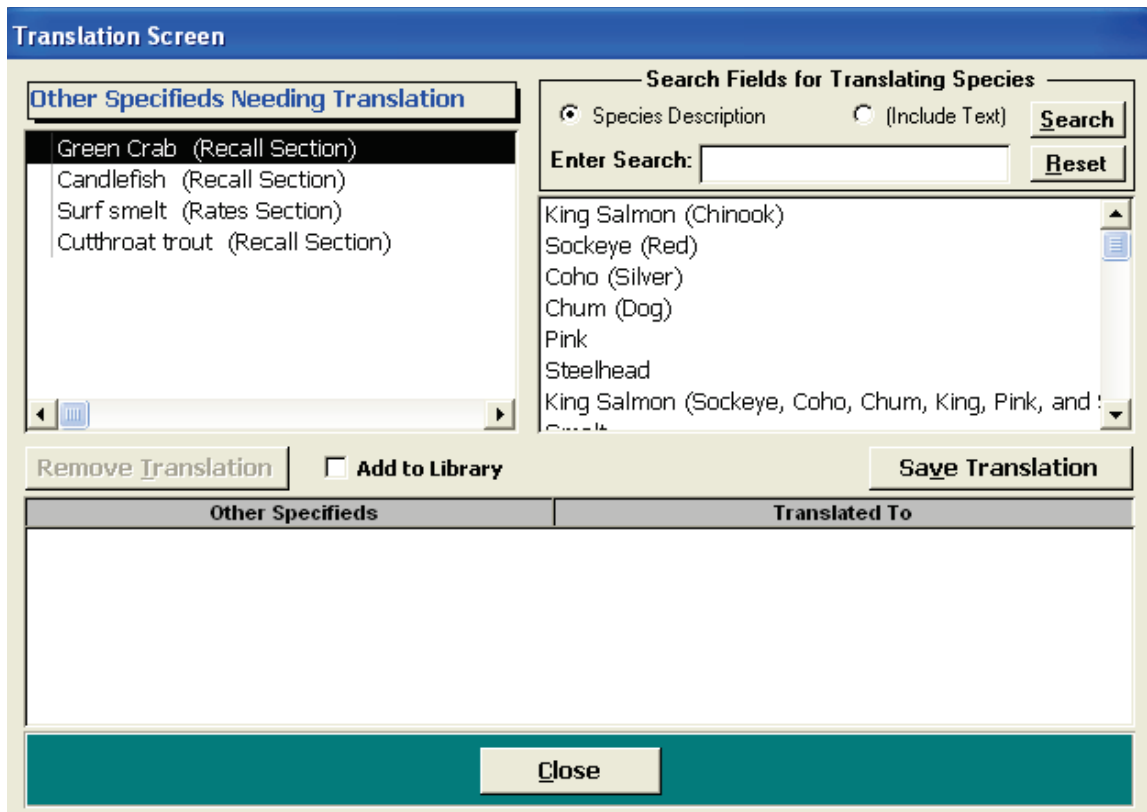 Translation Screen
Other Specifieds Needing Translation
Green Crab (Recall Section)
Candlefish (Recall Section)
Surf smelt (Rates Section)
Cutthroat trout (Recall Section)
Search Fields for Translating Species
Species Description
(Include Text)
Search
Enter Search:
Reset
King Salmon (Chinook)
Sockeye (Red)
Coho (Silver)
Chum (Dog)
Pink
Steelhead
King Salmon (Sockeye, Coho, Chum, King, Pink, and
Remove Translation
Add to Library
Save Translation
Other Specifieds
Translated To
Close